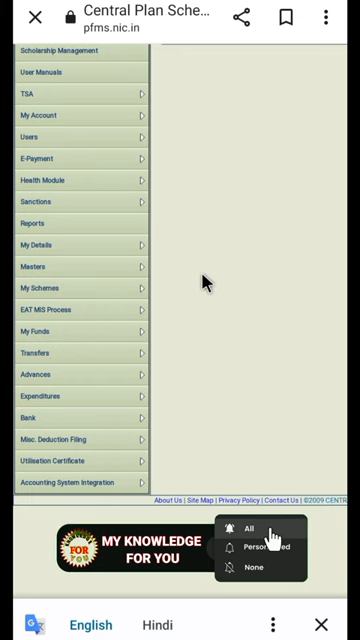 Central Plan Sche...
pfms.nic.in
Scholarship Management
User Manuals
TSA
My Account
Users
E-Payment
Health Module
Sanctions
Reports
My Details
Masters
My Schemes
EAT MIS Process
My Funds
Transfers
Advances
Expenditures
Bank
Misc. Deduction Filing
Utilisation Certificate
Accounting System Integration
About Us | Site Map | Privacy Policy | Contact Us | ©2009 CENTR
FOR
MY KNOWLEDGE
FOR YOU
All
None
English Hindi